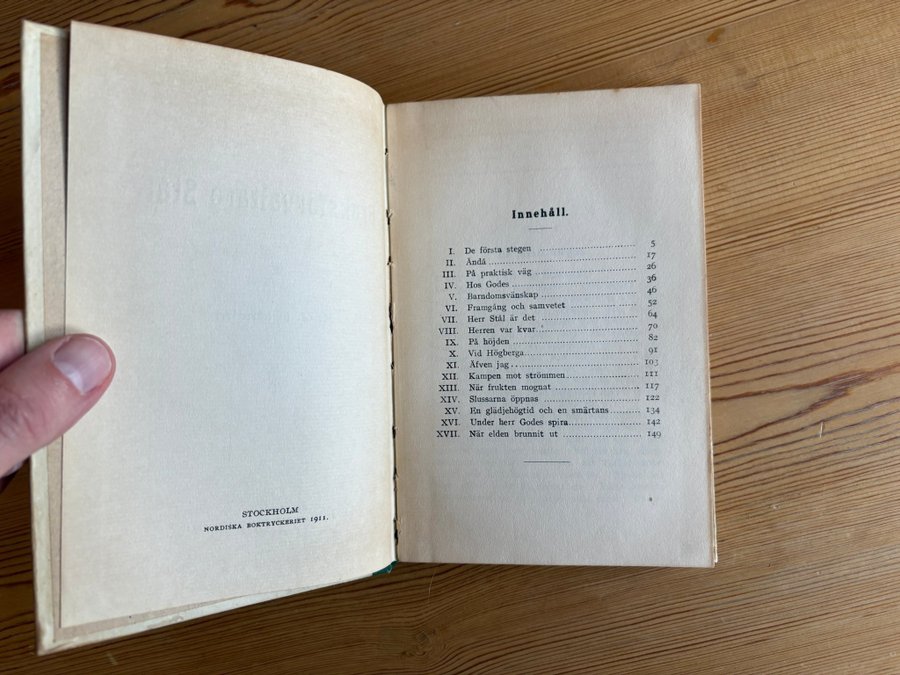 STOCKHOLM
NORDISKA BOKTRYCKERIET 1911.
Innehåll.
I. De första stegen 5
II. Ändå 17
III. På praktisk väg 26
IV. Hos Godes 36
V. Barndomsvänskap 46
VI. Framgång och samvetet 52
VII. Herr Stål är det 64
VIII. Herren var kvar 70
IX. På höjden 82
X. Vid Högberga 91
XI. Äfven jag 103
XII. Kampen mot strömmen 111
XIII. När frukten mognat 117
XIV. Slussarna öppnas 122
XV. En glädjehögtid och en smärtans 134
XVI. Under herr Godes spira 142
XVII. När elden brunnit ut 149